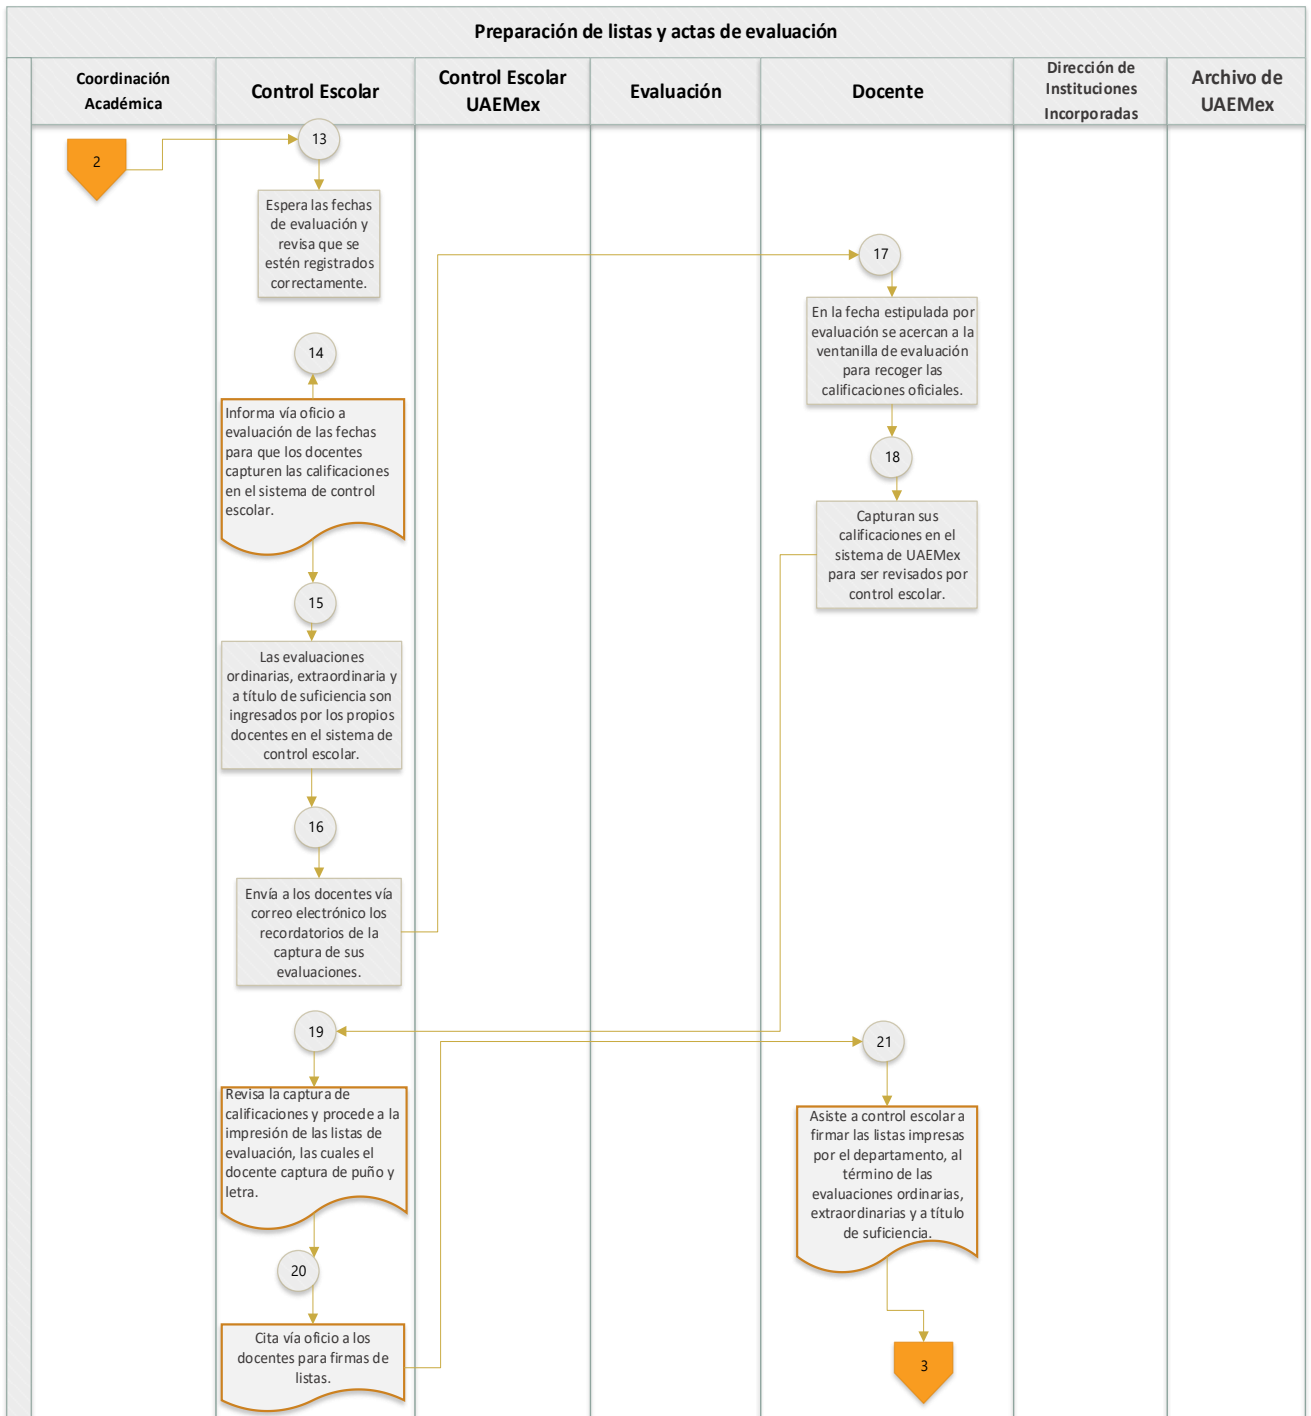 Preparación de listas y actas de evaluación
Coordinación
Académica
Control Escolar
Control Escolar
UAEMex
Evaluación
Docente
Dirección de
Instituciones
Incorporadas
Archivo de
UAEMex
2
13
Espera las fechas
de evaluación y
revisa que se
estén registrados
correctamente.
14
Informa vía oficio a
evaluación de las fechas
para que los docentes
capturen las calificaciones
en el sistema de control
escolar.
15
Las evaluaciones
ordinarias, extraordinaria y
a título de suficiencia son
ingresados por los propios
docentes en el sistema de
control escolar.
16
Envía a los docentes vía
correo electrónico los
recordatorios de la
captura de sus
evaluaciones.
17
En la fecha estipulada por
evaluación se acercan a la
ventanilla de evaluación
para recoger las
calificaciones oficiales.
18
Capturan sus
calificaciones en el
sistema de UAEMex
para ser revisados por
control escolar.
19
Revisa la captura de
calificaciones y procede a la
impresión de las listas de
evaluación, las cuales el
docente captura de puño y
letra.
20
Cita vía oficio a los
docentes para firmas de
listas.
21
Asiste a control escolar a
firmar las listas impresas
por el departamento, al
término de las
evaluaciones ordinarias,
extraordinarias y a título
de suficiencia.
3